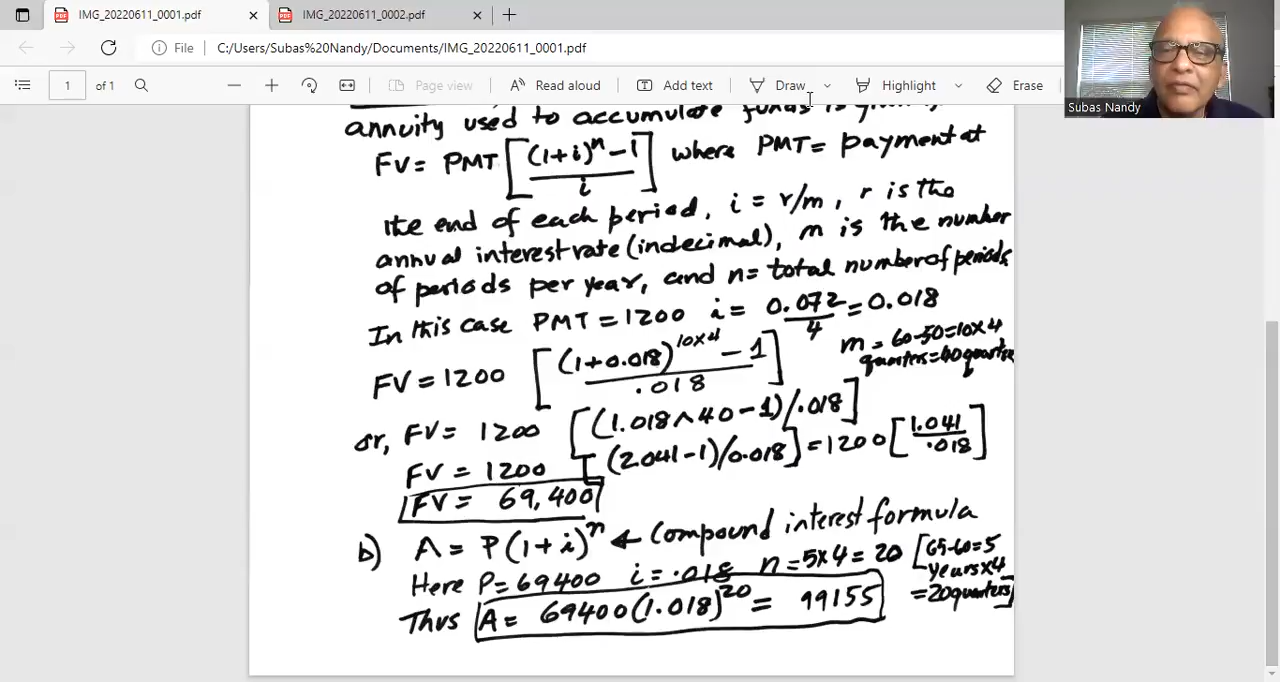 IMG_20220611_0001.pdf
IMG_20220611_0002.pdf
File C:/Users/Subas%20Nandy/Documents/IMG_20220611_0001.pdf
1 of 1 Page view Read aloud Add text Draw Highlight Erase
Subas Nandy
annuity used to accumulate funds is
FV= PMT [ (1+i)^n - 1 / i ] where PMT= payment at
the end of each period, i = r/m, r is the
annual interest rate (indecimal), m is the number
of periods per year, and n= total number of periods
In this case PMT = 1200 i = 0.072/4 = 0.018
m = 60-50=10x4
quarters=40 quarters
FV = 1200 [ (1+0.018)^10x4 - 1 / .018 ]
or, FV = 1200 [(1.018^40-1)/.018]
FV = 1200 [(2.041-1)/0.018] = 1200 [1.041/.018]
FV = 69,400
b) A = P(1+i)^n ← Compound interest formula
Here P= 69400 i = .018 n = 5x4 = 20 [65-60=5
years x4
=20quarters]
Thus A = 69400(1.018)^20 = 99155